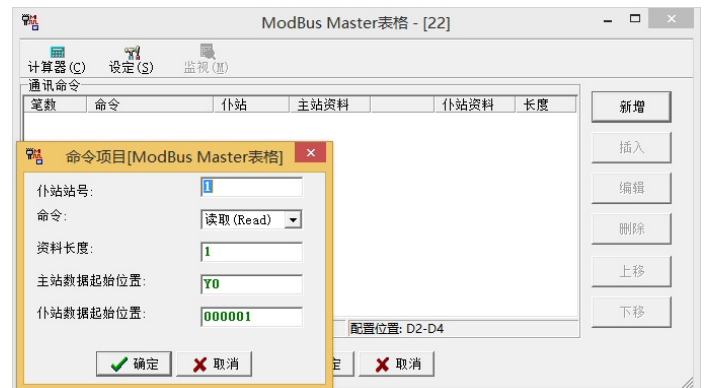 ModBus Master表格 - [22]
计算器(C) 设定(S) 监视(M)
通讯命令
笔数 命令 仆站 主站资料 仆站资料 长度
新增
插入
编辑
删除
上移
下移
命令项目[ModBus Master表格]
仆站站号: 1
命令: 读取(Read)
资料长度: 1
主站数据起始位置: Y0
仆站数据起始位置: 000001
确定 取消
配置位置: D2-D4
定 取消